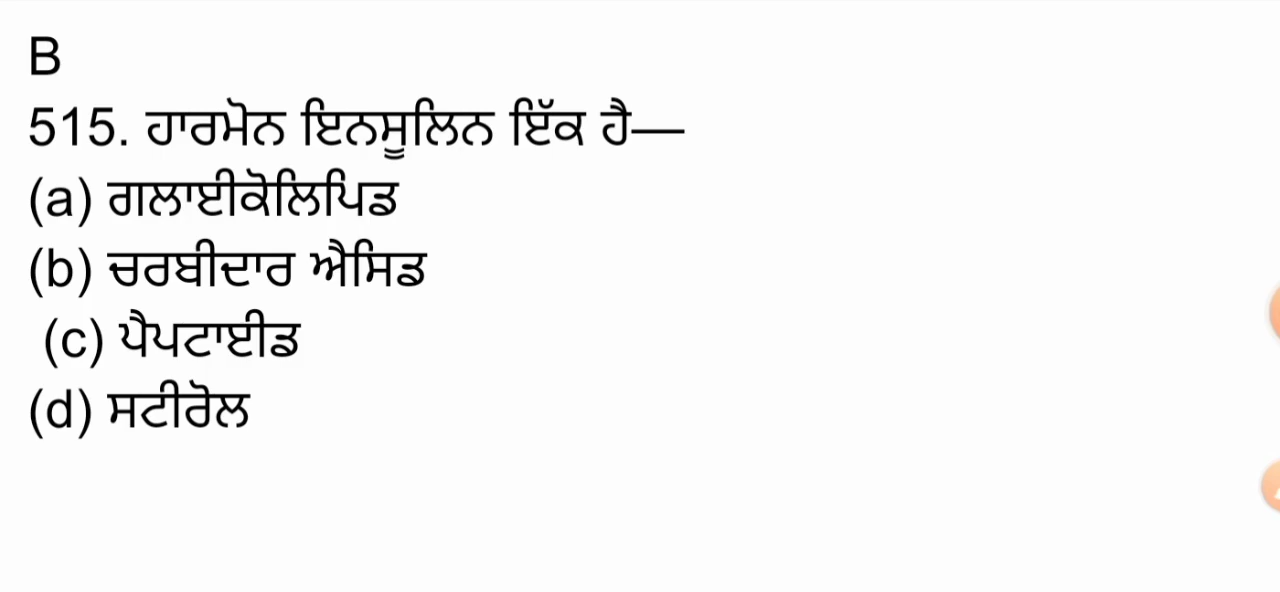 B
515. ਹਾਰਮੋਨ ਇਨਸੂਲਿਨ ਇੱਕ ਹੈ—
(a) ਗਲਾਈਕੋਲਿਪਿਡ
(b) ਚਰਬੀਦਾਰ ਐਸਿਡ
(c) ਪੈਪਟਾਈਡ
(d) ਸਟੀਰੋਲ